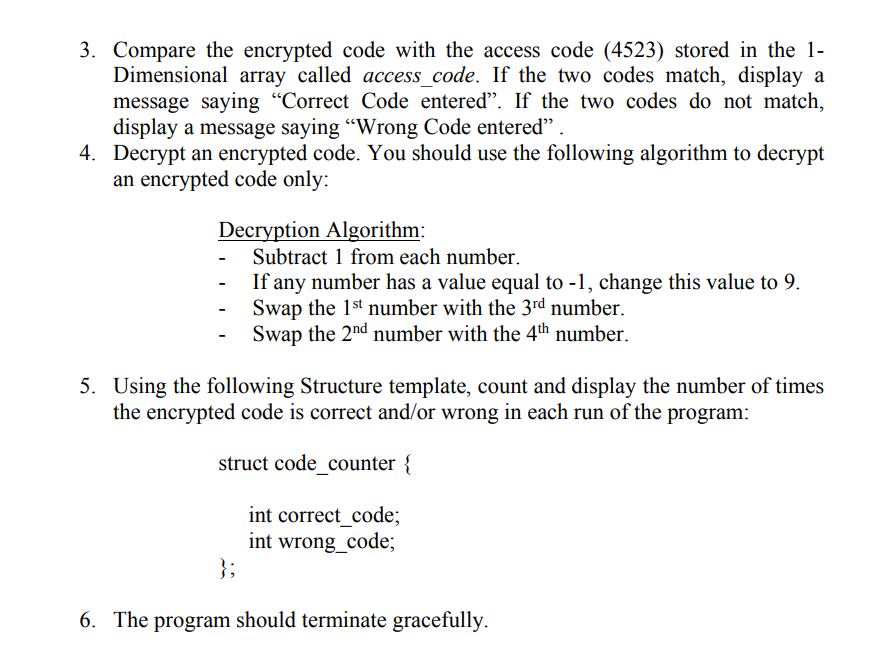 3. Compare the encrypted code with the access code (4523) stored in the 1-
Dimensional array called access_code. If the two codes match, display a
message saying “Correct Code entered”. If the two codes do not match,
display a message saying “Wrong Code entered” .
4. Decrypt an encrypted code. You should use the following algorithm to decrypt
an encrypted code only:
Decryption Algorithm:
- Subtract 1 from each number.
- If any number has a value equal to -1, change this value to 9.
- Swap the 1st number with the 3rd number.
- Swap the 2nd number with the 4th number.
5. Using the following Structure template, count and display the number of times
the encrypted code is correct and/or wrong in each run of the program:
struct code_counter {
int correct_code;
int wrong_code;
};
6. The program should terminate gracefully.